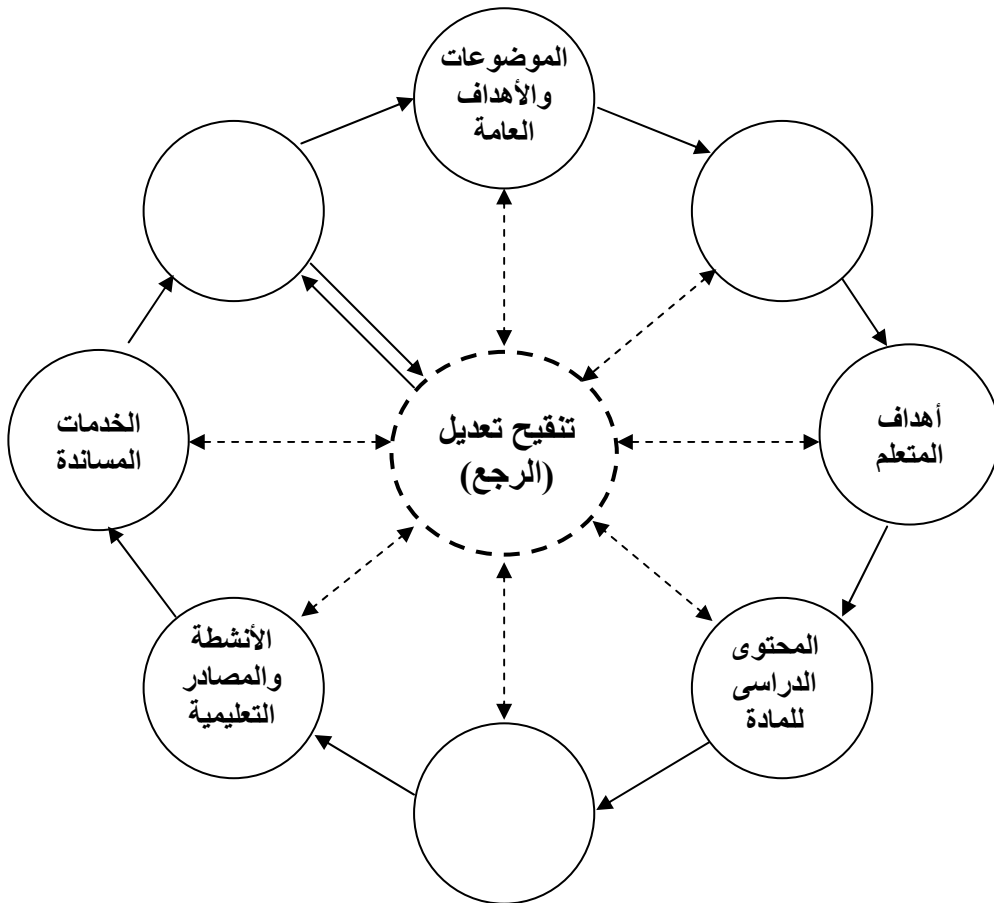 الموضوعات
والأهداف
العامة
أهداف
المتعلم
المحتوى
الدراسى
للمادة
الأنشطة
والمصادر
التعليمية
الخدمات
المساندة
تنقيح تعديل
(الرجع)